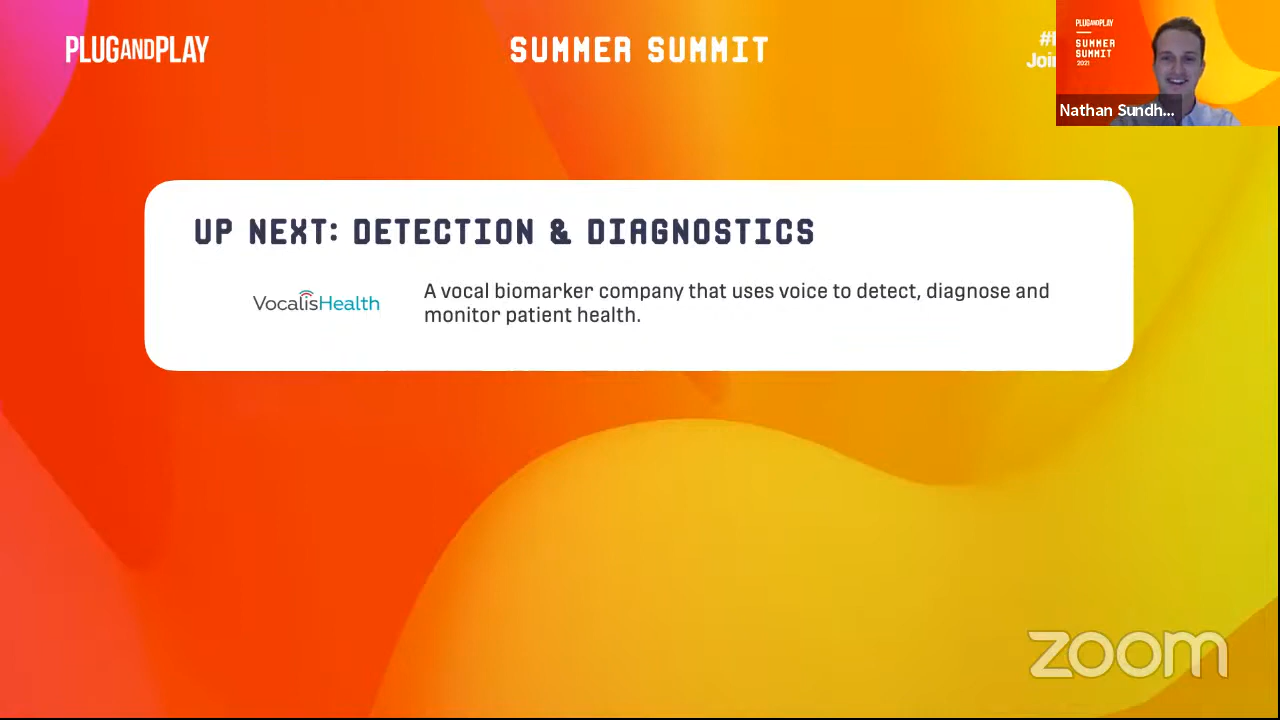 PLUGANDPLAY
SUMMER SUMMIT
PLUGANDPLAY
SUMMER
SUMMIT
2021
Nathan Sundh...
UP NEXT: DETECTION & DIAGNOSTICS
VocalisHealth
A vocal biomarker company that uses voice to detect, diagnose and
monitor patient health.
zoom